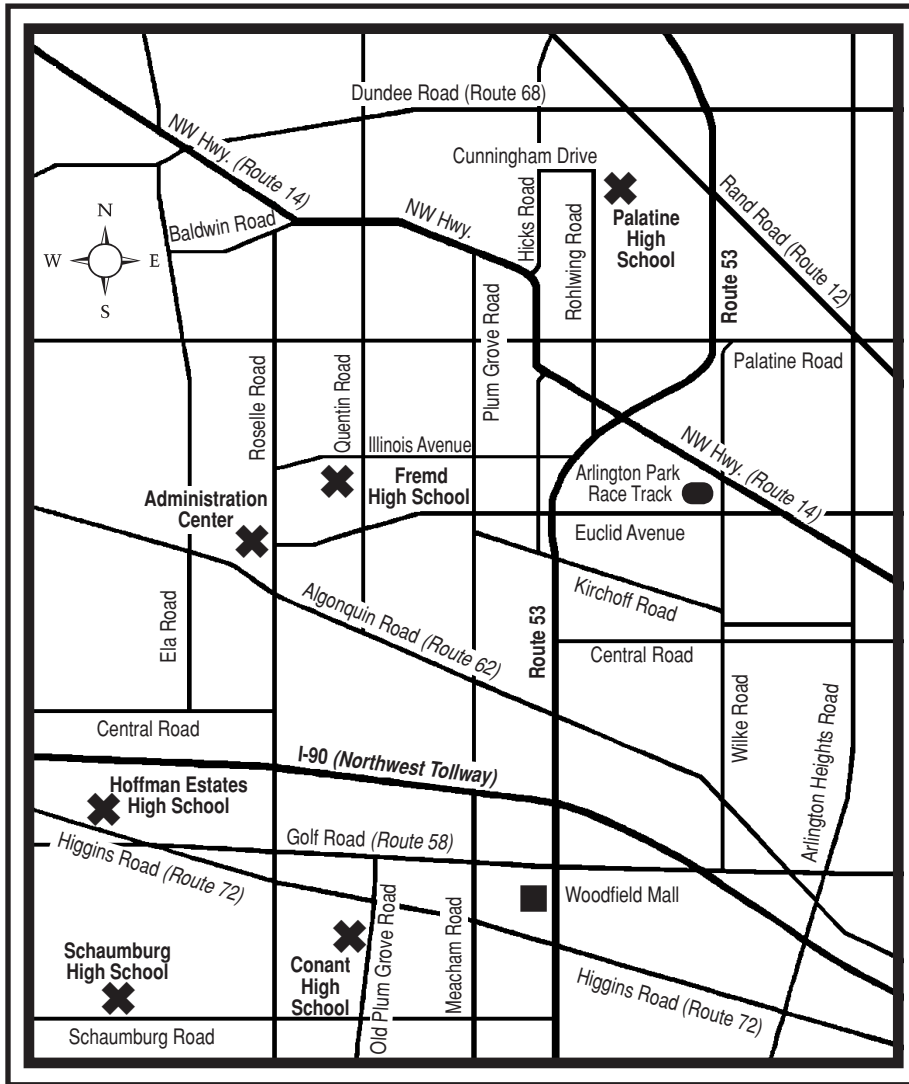 Dundee Road (Route 68)
NW Hwy. (Route 14)
Cunningham Drive
Rand Road (Route 12)
Palatine
High
School
Hicks Road
Rohlwing Road
Baldwin Road
NW Hwy.
N
W
E
S
Route 53
Plum Grove Road
Palatine Road
Roselle Road
Quentin Road
Illinois Avenue
NW Hwy. (Route 14)
Fremd
High School
Arlington Park
Race Track
Administration
Center
Euclid Avenue
Kirchoff Road
Algonquin Road (Route 62)
Ela Road
Route 53
Central Road
Wilke Road
Arlington Heights Road
Central Road
I-90 (Northwest Tollway)
Hoffman Estates
High School
Golf Road (Route 58)
Higgins Road (Route 72)
Woodfield Mall
Old Plum Grove Road
Meacham Road
Schaumburg
High School
Conant
High
School
Higgins Road (Route 72)
Schaumburg Road